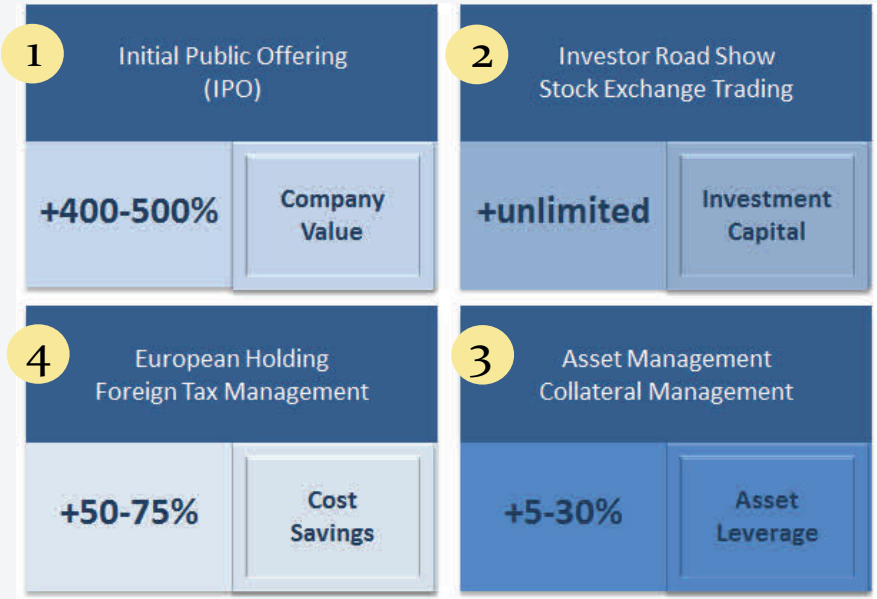 1
Initial Public Offering
(IPO)
+400-500%
Company
Value
2
Investor Road Show
Stock Exchange Trading
+unlimited
Investment
Capital
4
European Holding
Foreign Tax Management
+50-75%
Cost
Savings
3
Asset Management
Collateral Management
+5-30%
Asset
Leverage